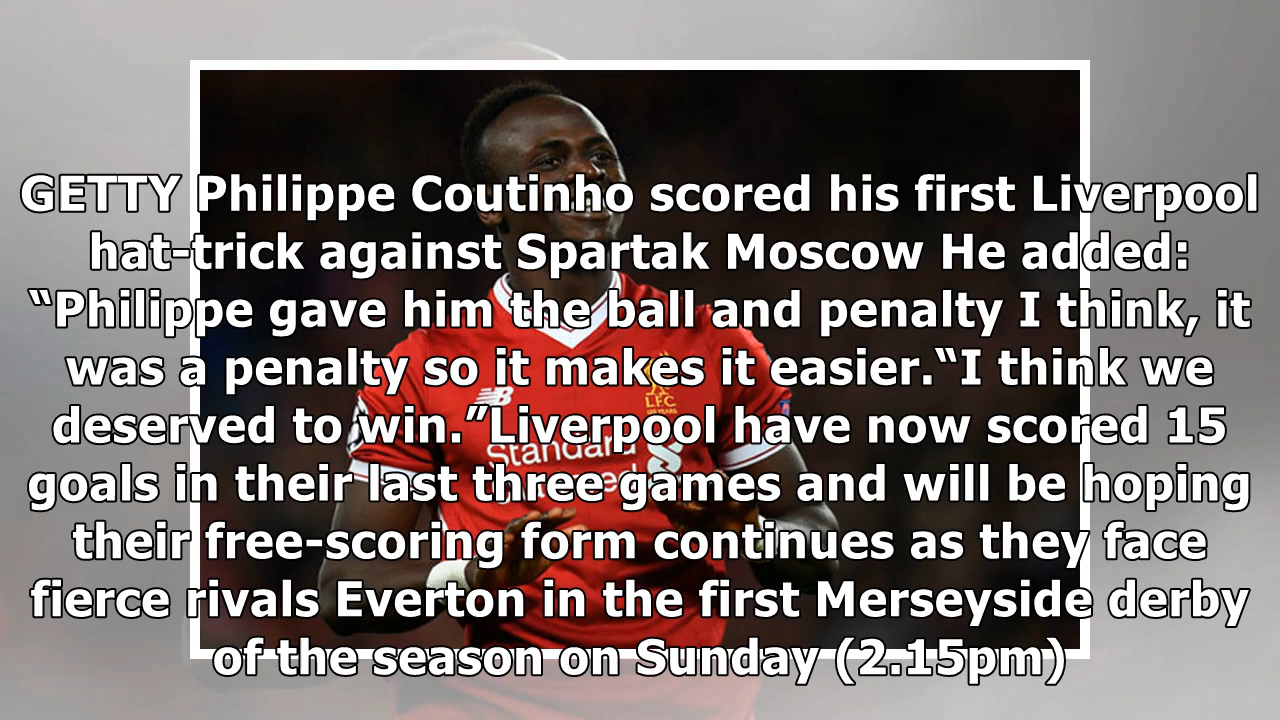 GETTY Philippe Coutinho scored his first Liverpool
hat-trick against Spartak Moscow He added:
“Philippe gave him the ball and penalty I think, it
was a penalty so it makes it easier.“I think we
deserved to win.”Liverpool have now scored 15
goals in their last three games and will be hoping
their free-scoring form continues as they face
fierce rivals Everton in the first Merseyside derby
of the season on Sunday (2.15pm)
L.F.C
Standard